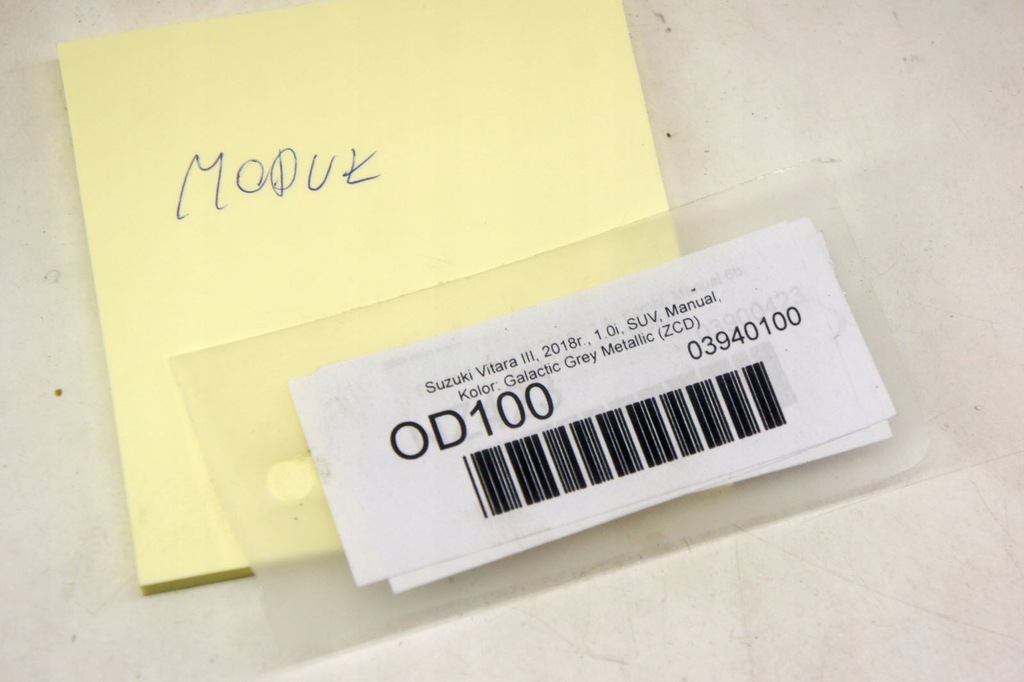 MODUŁ
Suzuki Vitara III, 2018r., 1.0i, SUV, Manual,
Kolor: Galactic Grey Metallic (ZCD)
OD100
03940100